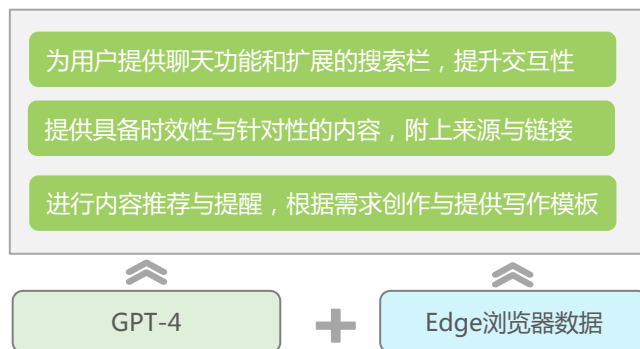 为用户提供聊天功能和扩展的搜索栏，提升交互性
提供具备时效性与针对性的内容，附上来源与链接
进行内容推荐与提醒，根据需求创作与提供写作模板
GPT-4
Edge浏览器数据